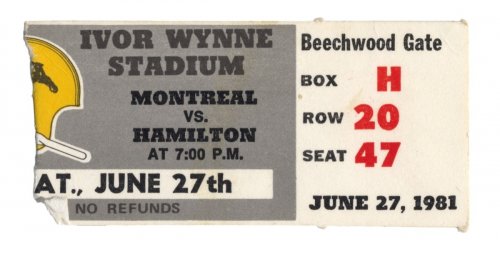 IVOR WYNNE
STADIUM
MONTREAL
VS.
HAMILTON
AT 7:00 P.M.
AT., JUNE 27th
NO REFUNDS
Beechwood Gate
BOX H
ROW 20
SEAT 47
JUNE 27, 1981